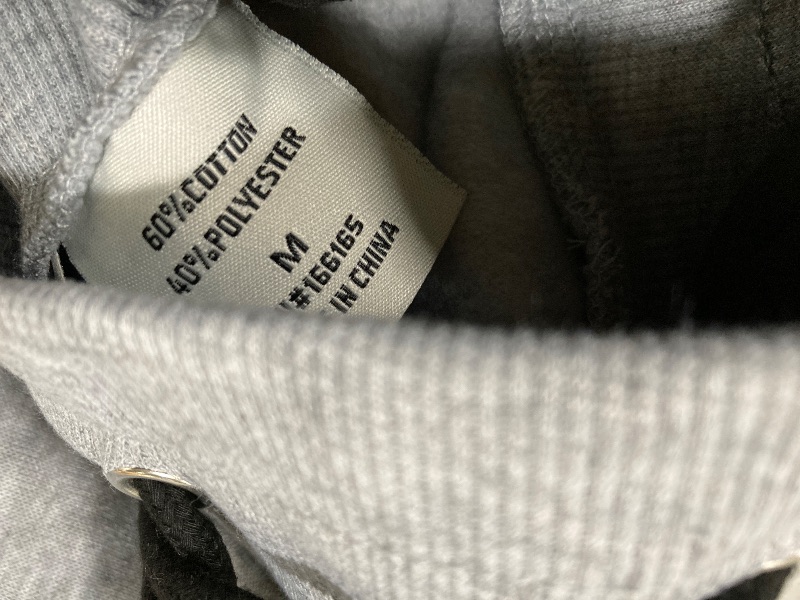 60%COTTON
40%POLYESTER
M
#166165
IN CHINA